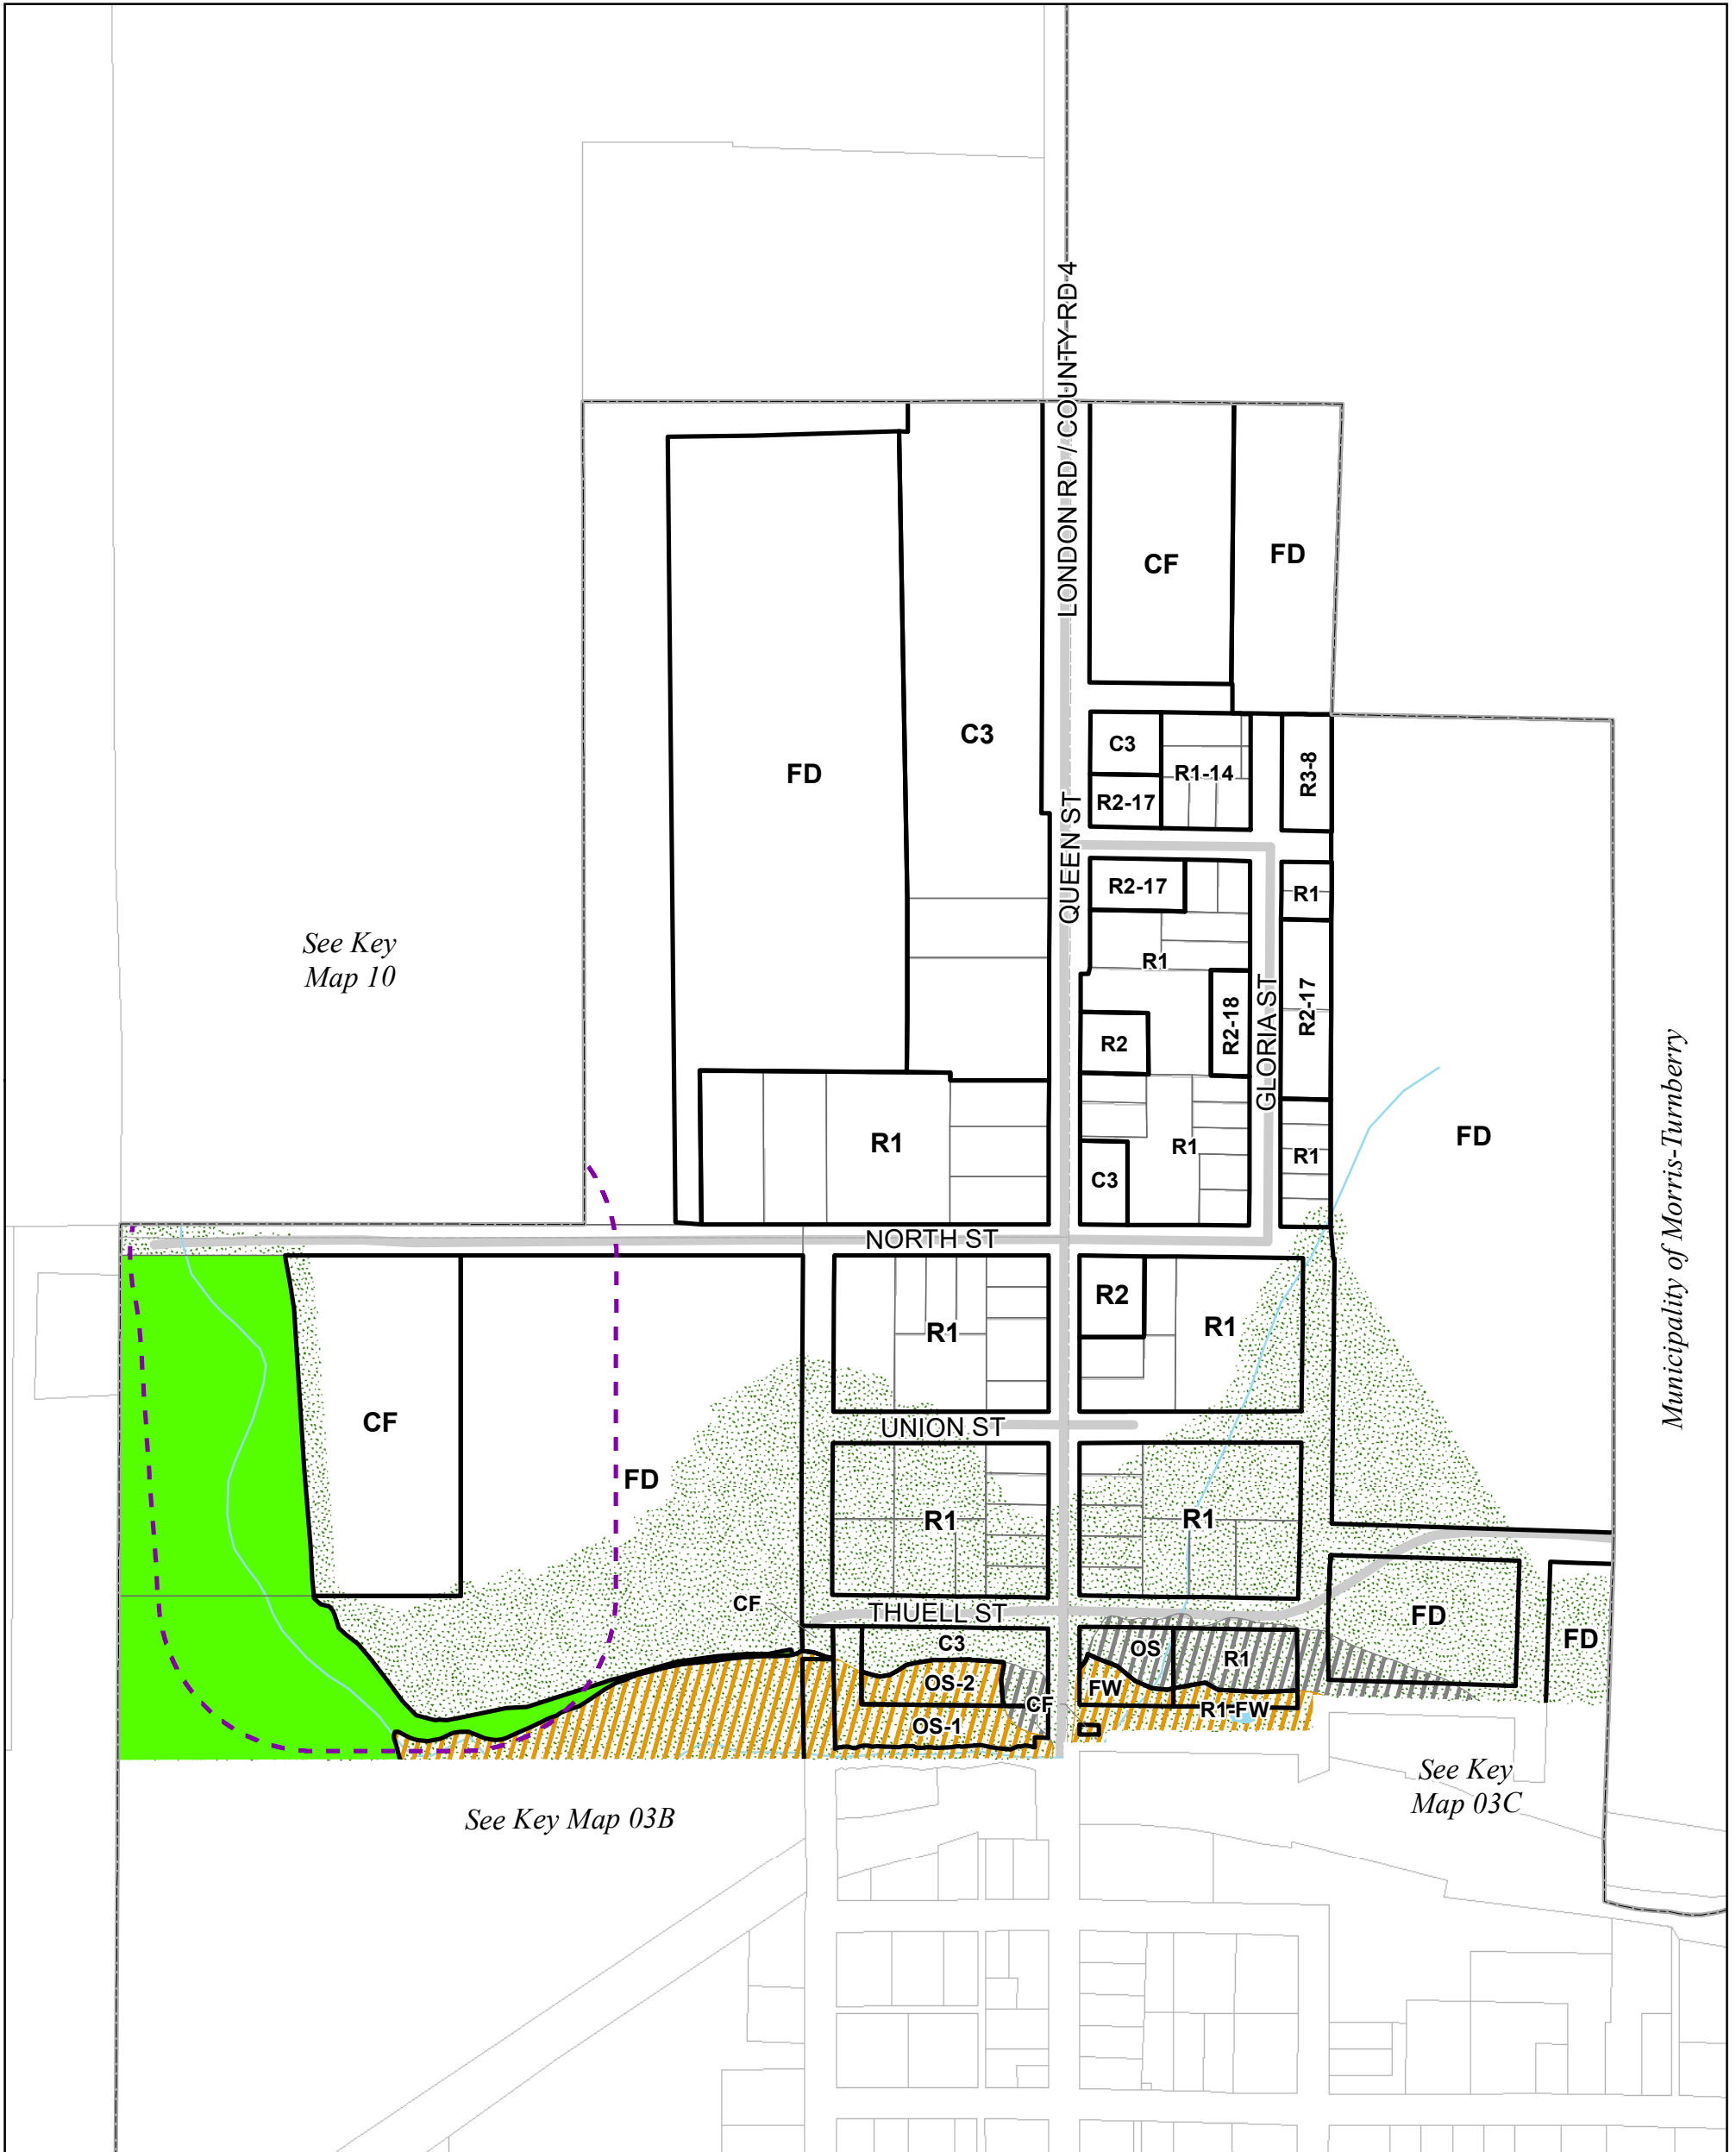 LONDON RD / COUNTY RD 4
CF
FD
C3
FD
C3
R1-14
R3-8
R2-17
QUEEN ST
R2-17
R1
See Key
Map 10
R1
R2-18
R2-17
GLORIA ST
R2
Municipality of Morris-Turnberry
FD
R1
R1
R1
C3
NORTH ST
R2
R1
R1
CF
UNION ST
FD
R1
R1
CF
THUELL ST
FD
FD
C3
OS
R1
OS-2
FW
CF
R1-FW
OS-1
See Key
Map 03C
See Key Map 03B